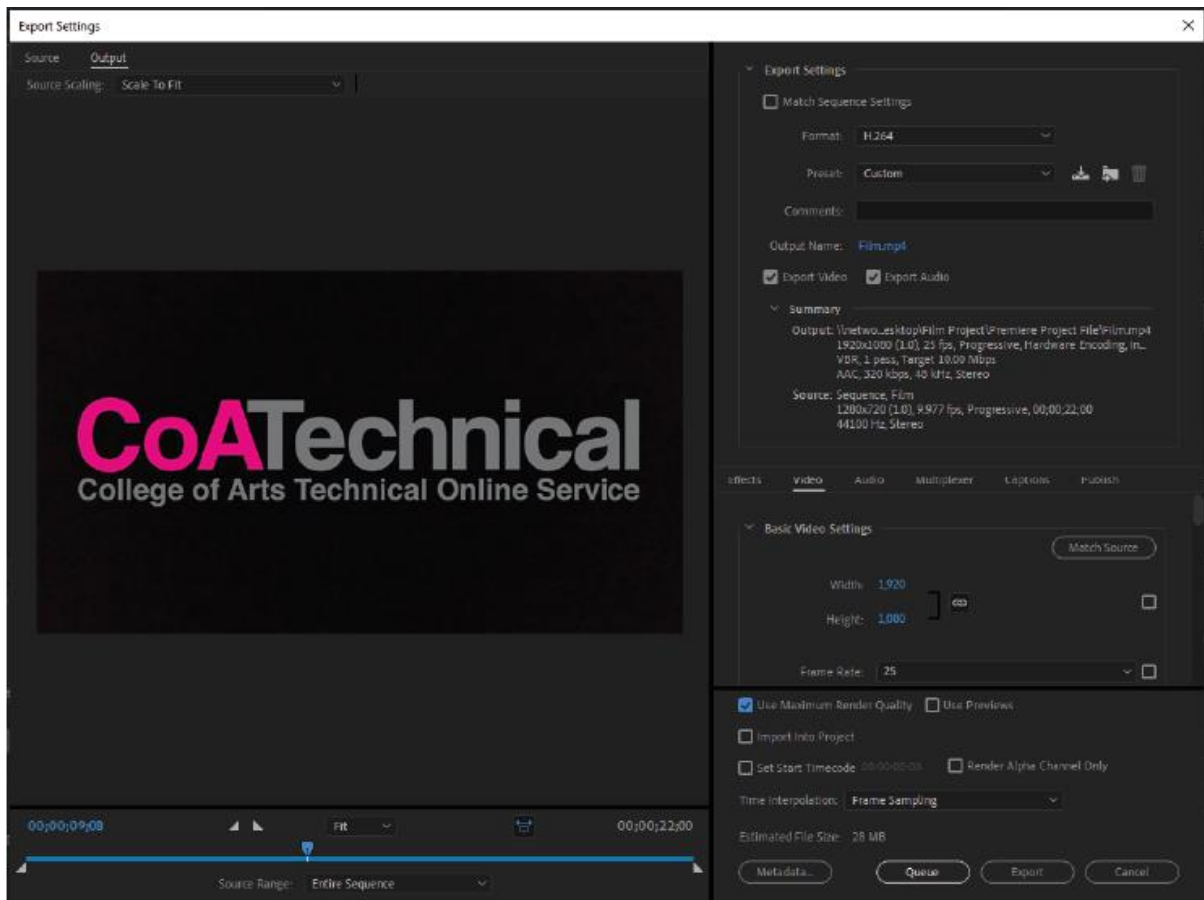 Export Settings
Source Output
Source Scaling: Scale To Fit
CoATechnical
College of Arts Technical Online Service
00;00;09;08 Fit 00;00;22;00
Source Range: Entire Sequence
Export Settings
Match Sequence Settings
Format: H.264
Preset: Custom
Comments:
Output Name: Film.mp4
Export Video Export Audio
Summary
Output: \\netwo...esktop\Film Project\Premiere Project File\Film.mp4
1920x1080 (1.0), 25 fps, Progressive, Hardware Encoding, In...
VBR, 1 pass, Target 10.00 Mbps
AAC, 320 kbps, 48 kHz, Stereo
Source: Sequence, Film
1280x720 (1.0), 9.977 fps, Progressive, 00;00;22;00
44100 Hz, Stereo
Effects Video Audio Multiplexer Captions Publish
Basic Video Settings
Match Source
Width: 1,920
Height: 1,080
Frame Rate: 25
Use Maximum Render Quality Use Previews
Import Into Project
Set Start Timecode Render Alpha Channel Only
Time Interpolation: Frame Sampling
Estimated File Size: 28 MB
Metadata... Queue Export Cancel